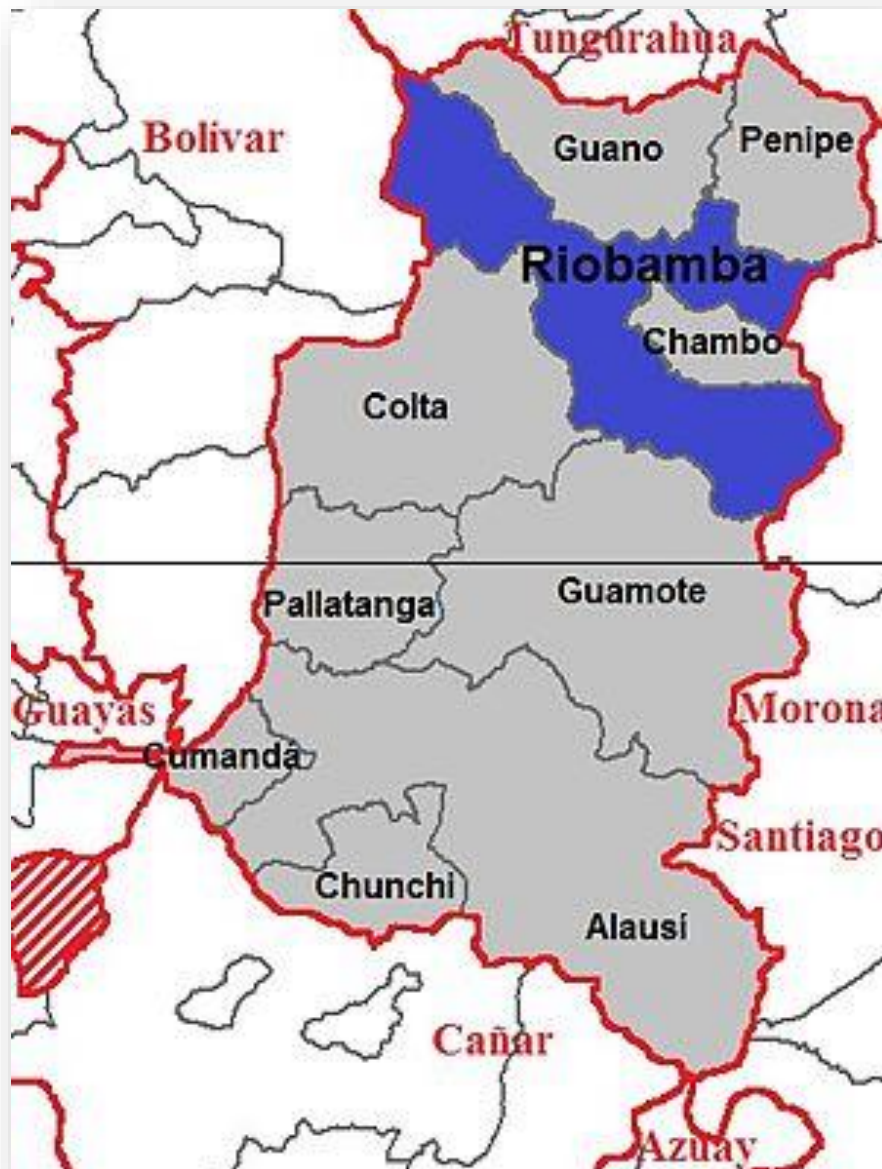 Tungurahua
Bolivar
Guano
Penipe
Riobamba
Chambo
Colta
Pallatanga
Guamote
Guayas
Morona
Cumandá
Santiago
Chunchi
Alausí
Cañar
Azuay